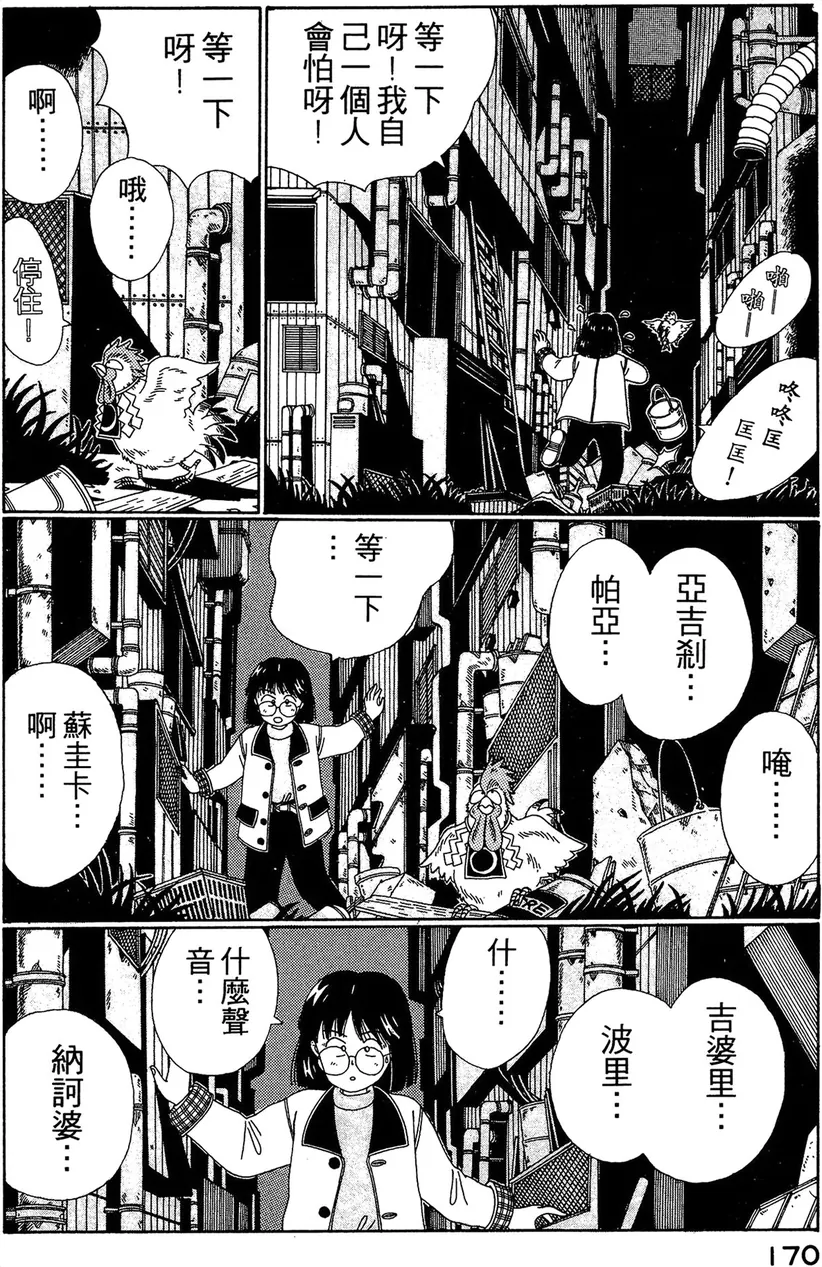 等一下
呀！我自
己一個人
會怕呀！
啪—
啪—
咚咚匡
匡匡！
等一下
呀！
哦……
啊……
停住！
唵……
亞吉剎…
帕亞…
等一下
…
蘇圭卡…
啊……
吉婆里…
波里…
什……
什麼聲
音…
納訶婆…
RE
170